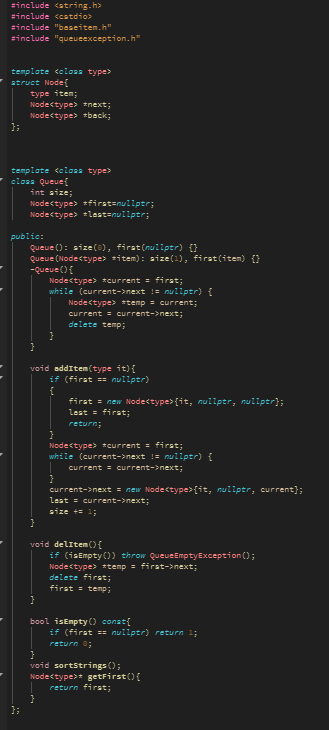 #include <string.h>
#include <cstdio>
#include "baseitem.h"
#include "queueexception.h"
template <class type>
struct Node{
type item;
Node<type> *next;
Node<type> *back;
};
template <class type>
class Queue{
int size;
Node<type> *first=nullptr;
Node<type> *last=nullptr;
public:
Queue(): size(0), first(nullptr) {}
Queue(Node<type> *item): size(1), first(item) {}
~Queue(){
Node<type> *current = first;
while (current->next != nullptr) {
Node<type> *temp = current;
current = current->next;
delete temp;
}
}
void addItem(type it){
if (first == nullptr)
{
first = new Node<type>{it, nullptr, nullptr};
last = first;
return;
}
Node<type> *current = first;
while (current->next != nullptr) {
current = current->next;
}
current->next = new Node<type>{it, nullptr, current};
last = current->next;
size += 1;
}
void delItem(){
if (isEmpty()) throw QueueEmptyException();
Node<type> *temp = first->next;
delete first;
first = temp;
}
bool isEmpty() const{
if (first == nullptr) return 1;
return 0;
}
void sortStrings();
Node<type>* getFirst(){
return first;
}
};